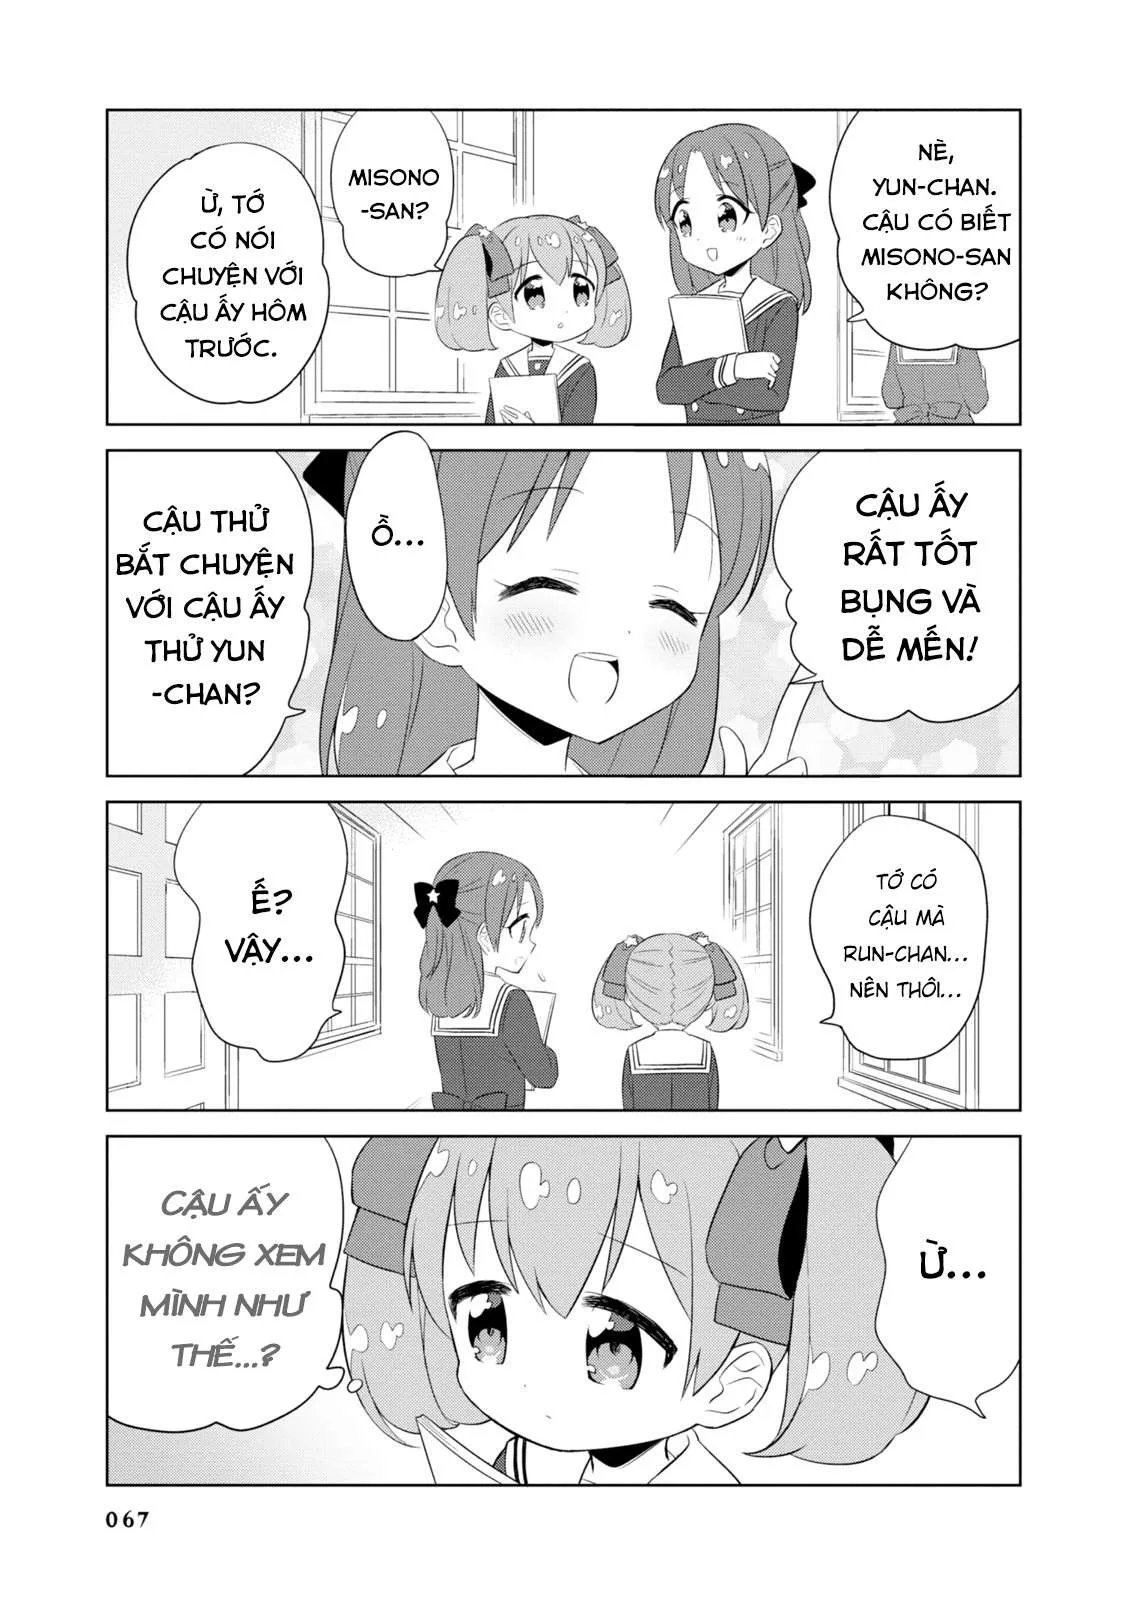 NÈ,
YUN-CHAN.
CẬU CÓ BIẾT
MISONO-SAN
KHÔNG?
MISONO
-SAN?
Ừ, TỚ
CÓ NÓI
CHUYỆN VỚI
CẬU ẤY HÔM
TRƯỚC.
CẬU ẤY
RẤT TỐT
BỤNG VÀ
DỄ MẾN!
Ồ...
CẬU THỬ
BẮT CHUYỆN
VỚI CẬU ẤY
THỬ YUN
-CHAN?
TỚ CÓ
CẬU MÀ
RUN-CHAN...
NÊN THÔI...
Ế?
VẬY...
Ừ...
CẬU ẤY
KHÔNG XEM
MÌNH NHƯ
THẾ...?
067